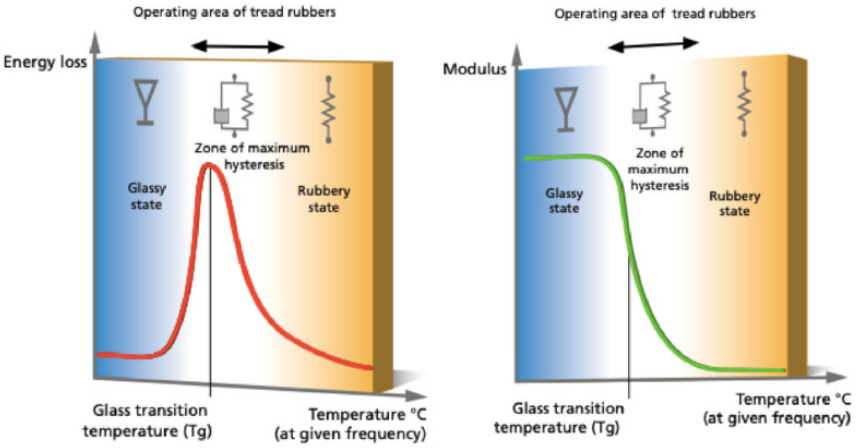 Operating area of tread rubbers
Energy loss
Zone of maximum
hysteresis
Glassy
state
Rubbery
state
Glass transition
temperature (Tg)
Temperature °C
(at given frequency)
Operating area of tread rubbers
Modulus
Zone of
maximum
hysteresis
Glassy
state
Rubbery
state
Glass transition
temperature (Tg)
Temperature °C
(at given frequency)